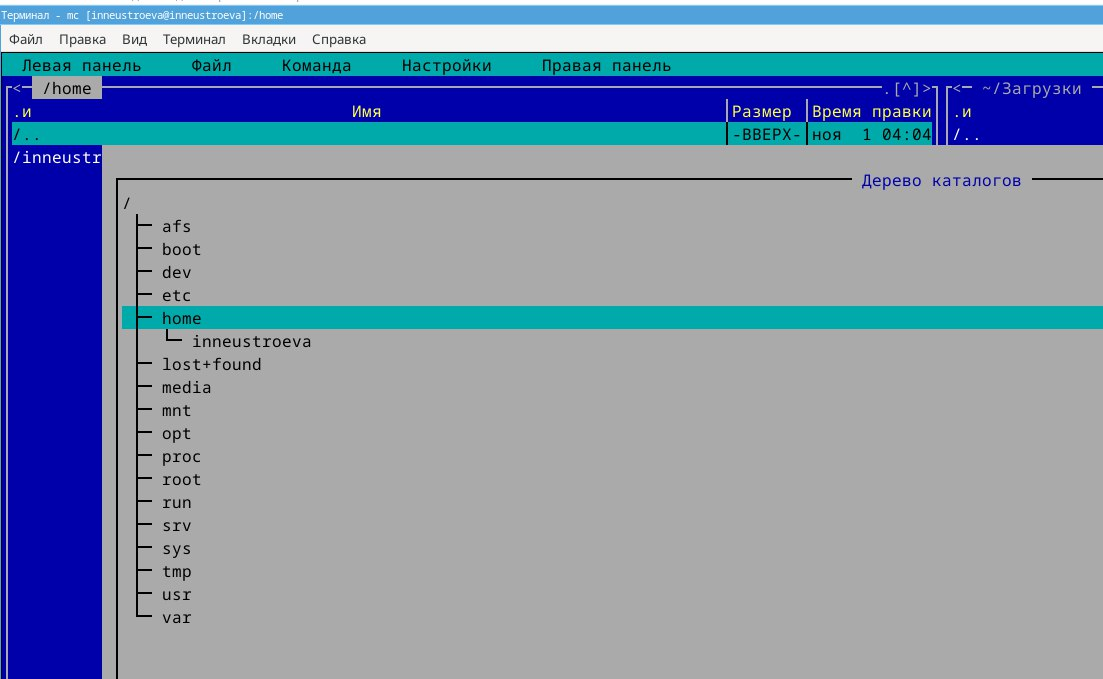 Терминал - mc [inneustroeva@inneustroeva]:/home
Файл Правка Вид Терминал Вкладки Справка
Левая панель Файл Команда Настройки Правая панель
<─ /home .[^]>
<─ ~/Загрузки
.и Имя Размер Время правки .и
/.. -ВВЕРХ- ноя 1 04:04 /..
/inneustr
Дерево каталогов
/
afs
boot
dev
etc
home
inneustroeva
lost+found
media
mnt
opt
proc
root
run
srv
sys
tmp
usr
var